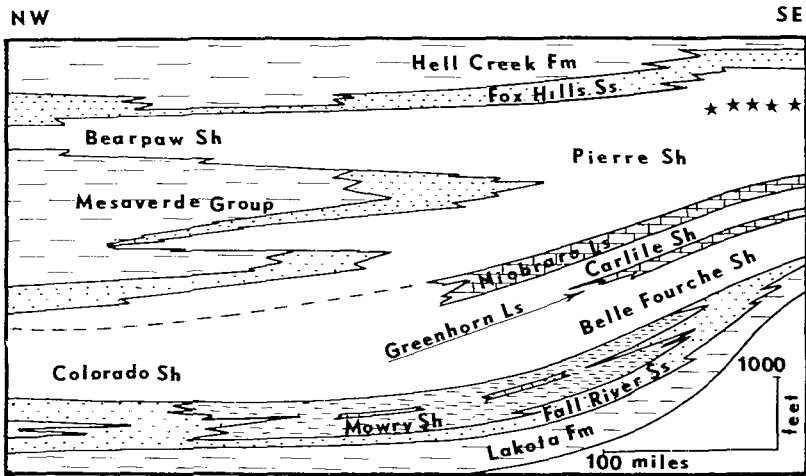 NW
SE
Hell Creek Fm
Fox Hills Ss
Bearpaw Sh
Pierre Sh
Mesaverde Group
Niobrara Ls
Carlile Sh
Greenhorn Ls
Belle Fourche Sh
Colorado Sh
1000
feet
Fall River Ss
Mowry Sh
Lakota Fm
100 miles